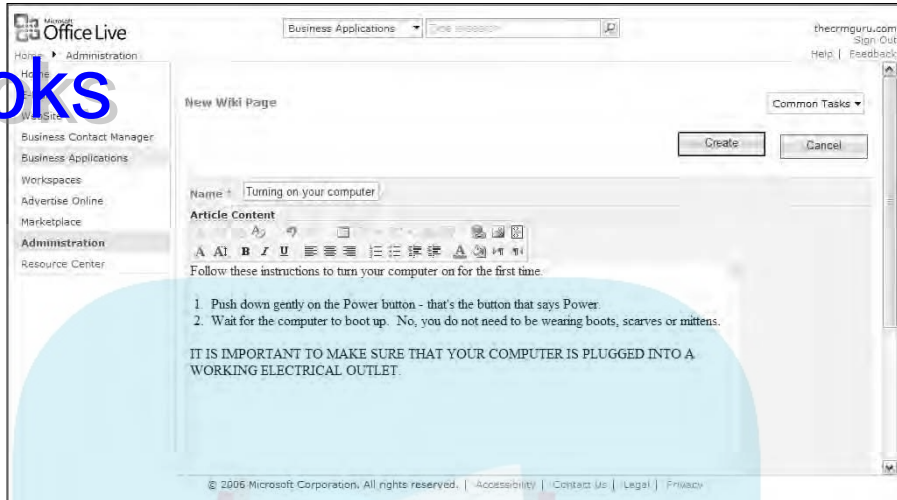 Microsoft
Office Live
Business Applications
thecrmguru.com
Sign Out
Home ▸ Administration
Help | Feedback
Home
oks
WebSite
Business Contact Manager
Business Applications
Workspaces
Advertise Online
Marketplace
Administration
Resource Center
New Wiki Page
Common Tasks
Create
Cancel
Name * Turning on your computer
Article Content
B I U
Follow these instructions to turn your computer on for the first time.
1. Push down gently on the Power button - that's the button that says Power.
2. Wait for the computer to boot up. No, you do not need to be wearing boots, scarves or mittens.
IT IS IMPORTANT TO MAKE SURE THAT YOUR COMPUTER IS PLUGGED INTO A
WORKING ELECTRICAL OUTLET.
© 2006 Microsoft Corporation. All rights reserved. | Accessibility | Contact Us | Legal | Privacy